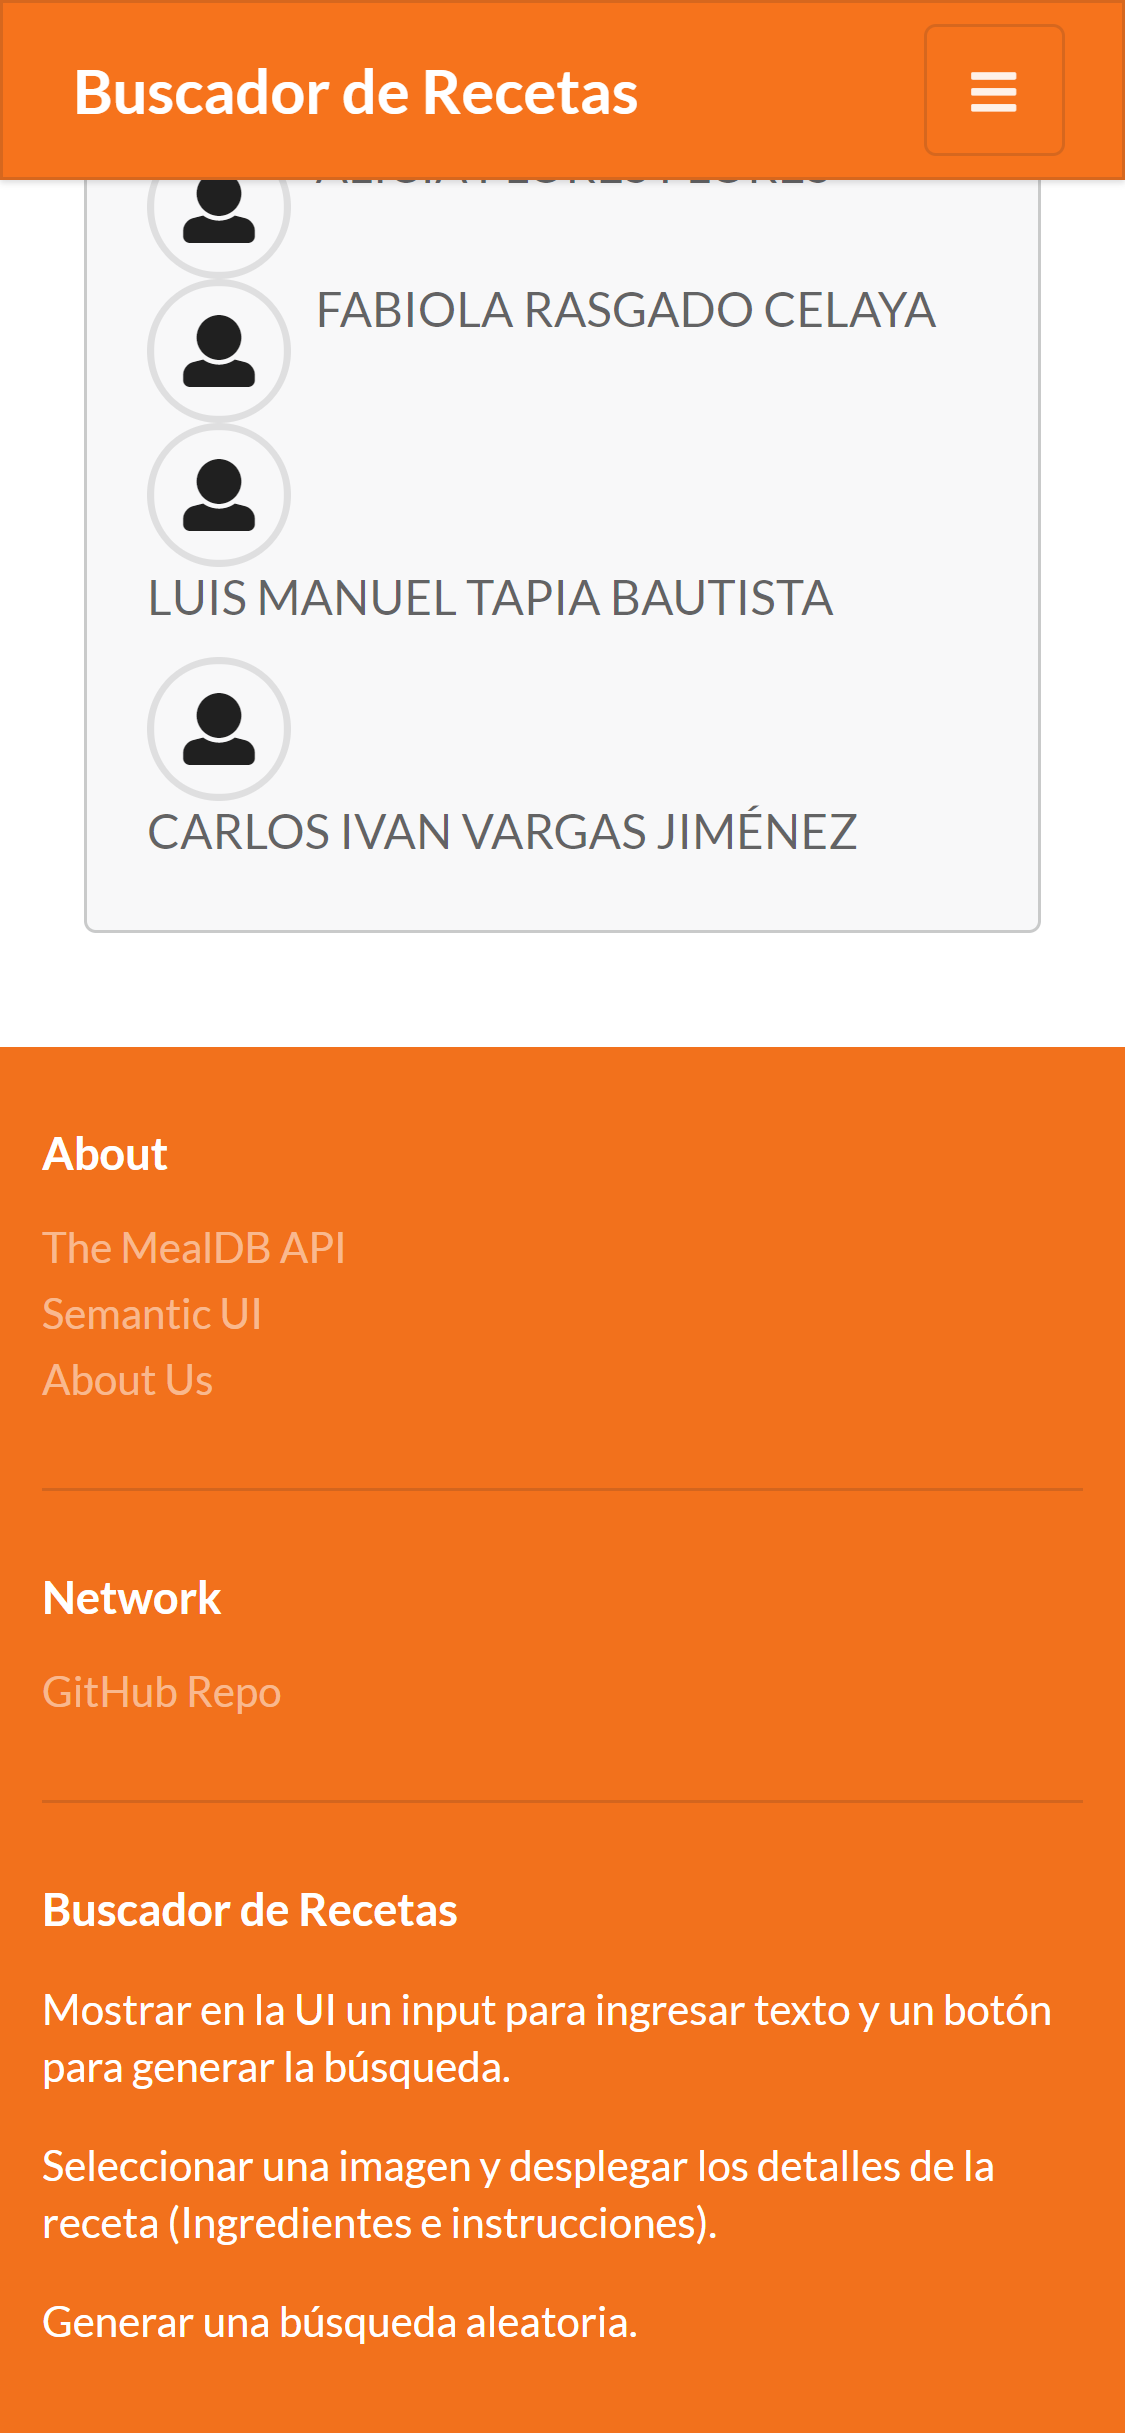 Buscador de Recetas
FABIOLA RASGADO CELAYA
LUIS MANUEL TAPIA BAUTISTA
CARLOS IVAN VARGAS JIMÉNEZ
About
The MealDB API
Semantic UI
About Us
Network
GitHub Repo
Buscador de Recetas
Mostrar en la UI un input para ingresar texto y un botón
para generar la búsqueda.
Seleccionar una imagen y desplegar los detalles de la
receta (Ingredientes e instrucciones).
Generar una búsqueda aleatoria.